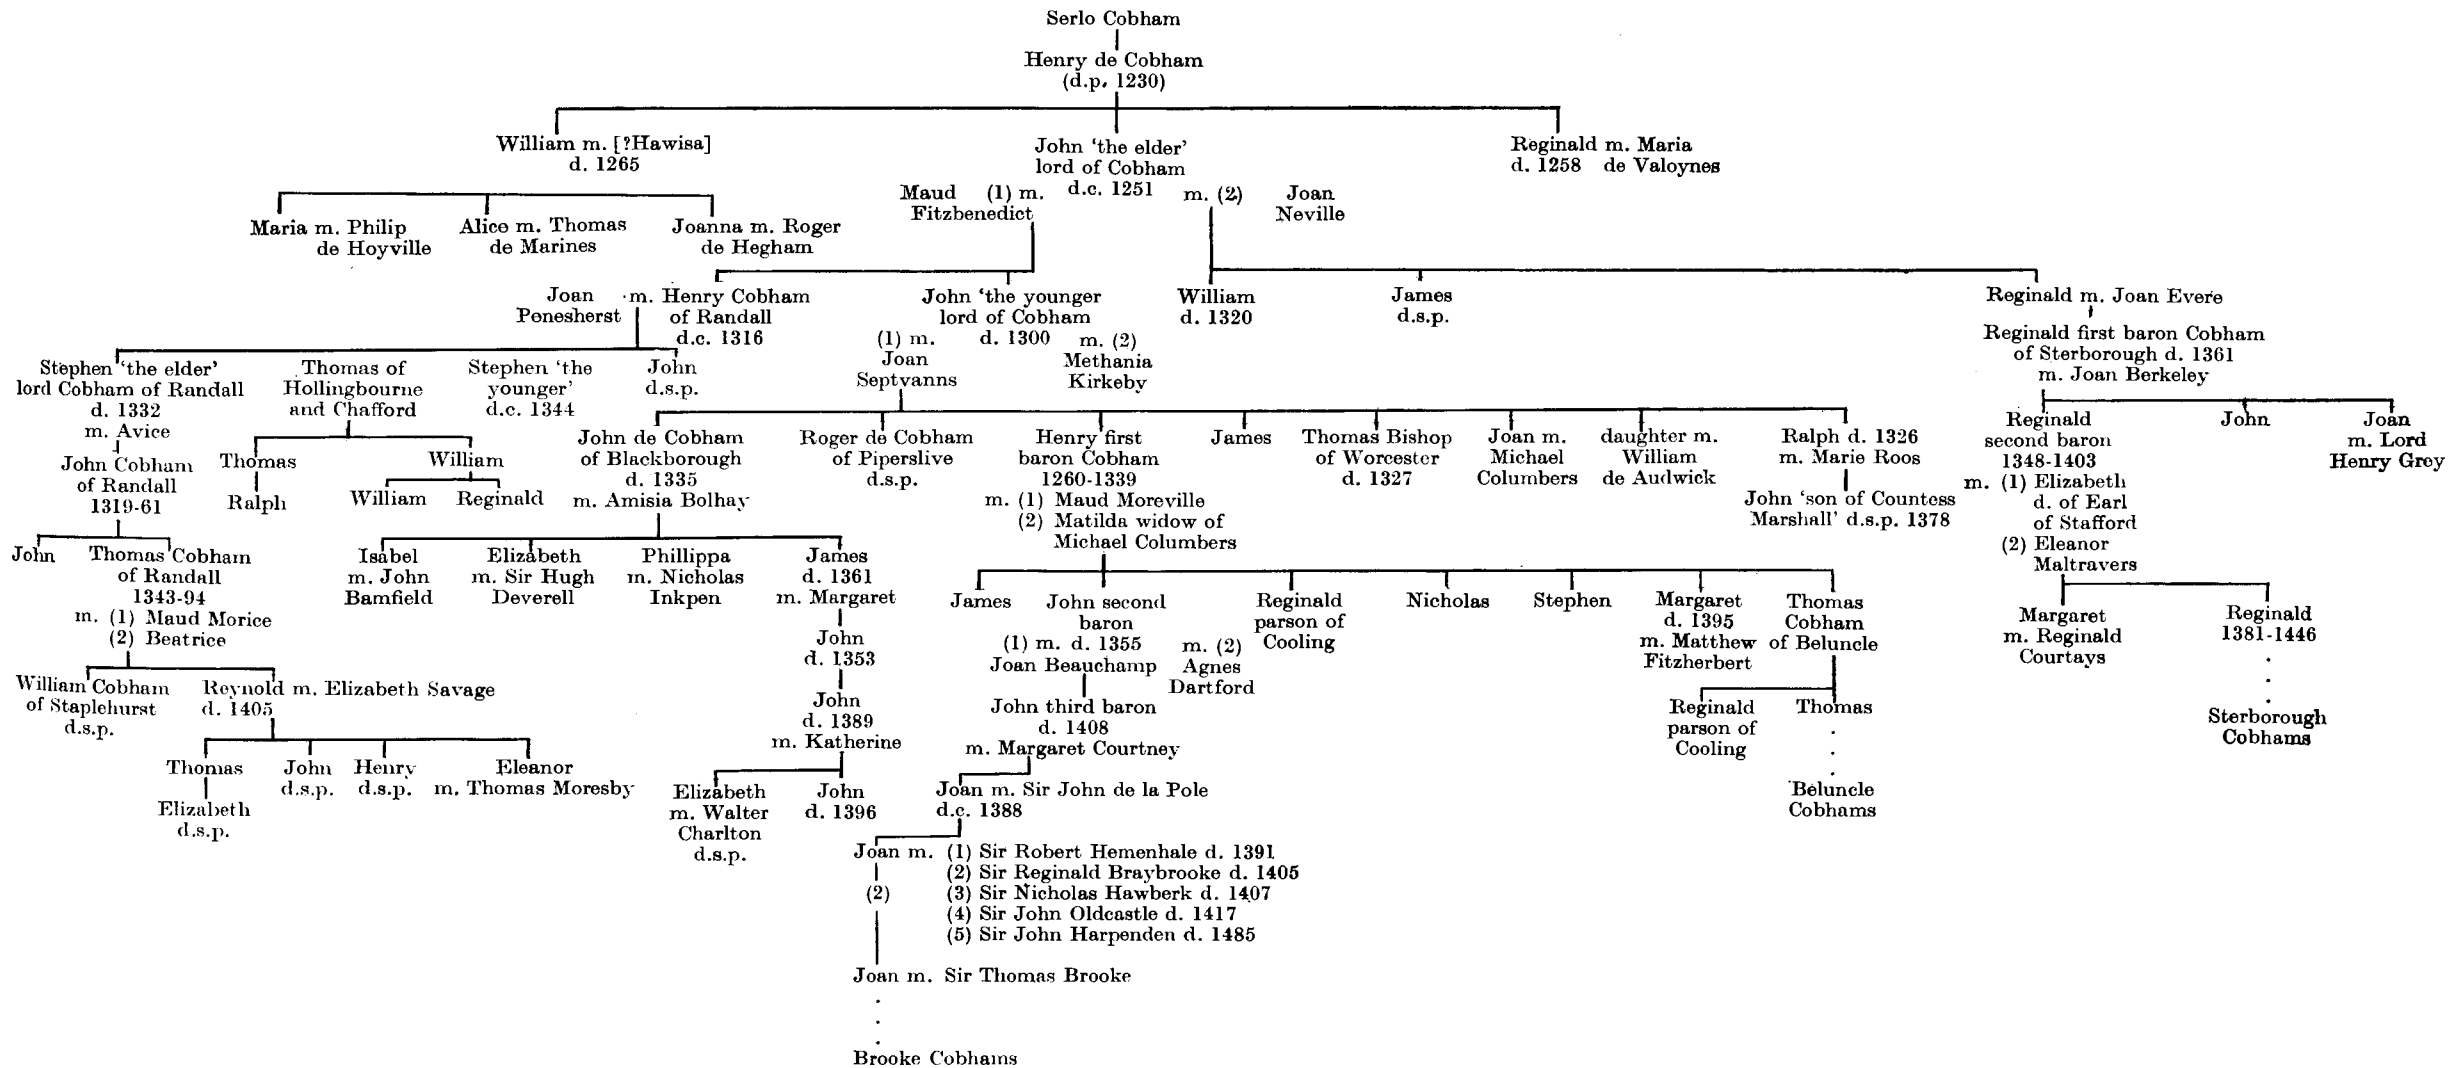 Serlo Cobham
Henry de Cobham
(d.p. 1230)
William m. [?Hawisa]
d. 1265
John ‘the elder’
lord of Cobham
d.c. 1251
Maud (1) m.
Fitzbenedict
m. (2) Joan
Neville
Reginald m. Maria
d. 1258 de Valoynes
Maria m. Philip
de Hoyville
Alice m. Thomas
de Marines
Joanna m. Roger
de Hegham
Joan
Penesherst
m. Henry Cobham
of Randall
d.c. 1316
John ‘the younger
lord of Cobham
d. 1300
(1) m.
Joan
Septvanns
m. (2)
Methania
Kirkeby
William
d. 1320
James
d.s.p.
Reginald m. Joan Evere
Reginald first baron Cobham
of Sterborough d. 1361
m. Joan Berkeley
Stephen ‘the elder’
lord Cobham of Randall
d. 1332
m. Avice
Thomas of
Hollingbourne
and Chafford
Stephen ‘the
younger’
d.c. 1344
John
d.s.p.
John Cobham
of Randall
1319-61
Thomas
Ralph
William
William
Reginald
John de Cobham
of Blackborough
d. 1335
m. Amisia Bolhay
Roger de Cobham
of Piperslive
d.s.p.
Henry first
baron Cobham
1260-1339
m. (1) Maud Moreville
(2) Matilda widow of
Michael Columbers
James
Thomas Bishop
of Worcester
d. 1327
Joan m.
Michael
Columbers
daughter m.
William
de Audwick
Ralph d. 1326
m. Marie Roos
John ‘son of Countess
Marshall’ d.s.p. 1378
Reginald
second baron
1348-1403
m. (1) Elizabeth
d. of Earl
of Stafford
(2) Eleanor
Maltravers
John
Joan
m. Lord
Henry Grey
John
Thomas Cobham
of Randall
1343-94
m. (1) Maud Morice
(2) Beatrice
Isabel
m. John
Bamfield
Elizabeth
m. Sir Hugh
Deverell
Phillippa
m. Nicholas
Inkpen
James
d. 1361
m. Margaret
John
d. 1353
John
d. 1389
m. Katherine
James
John second
baron
(1) m. d. 1355 m. (2)
Joan Beauchamp
Agnes
Dartford
Reginald
parson of
Cooling
Nicholas
Stephen
Margaret
d. 1395
m. Matthew
Fitzherbert
Thomas
Cobham
of Beluncle
Margaret
m. Reginald
Courtays
Reginald
1381-1446
.
.
.
Sterborough
Cobhams
William Cobham
of Staplehurst
d.s.p.
Reynold m. Elizabeth Savage
d. 1405
John third baron
d. 1408
m. Margaret Courtney
Reginald
parson of
Cooling
Thomas
.
.
.
Beluncle
Cobhams
Thomas
Elizabeth
d.s.p.
John
d.s.p.
Henry
d.s.p.
Eleanor
m. Thomas Moresby
Elizabeth
m. Walter
Charlton
d.s.p.
John
d. 1396
Joan m. Sir John de la Pole
d.c. 1388
Joan m. (1) Sir Robert Hemenhale d. 1391
(2) Sir Reginald Braybrooke d. 1405
(2) (3) Sir Nicholas Hawberk d. 1407
(4) Sir John Oldcastle d. 1417
(5) Sir John Harpenden d. 1485
Joan m. Sir Thomas Brooke
.
.
.
Brooke Cobhams